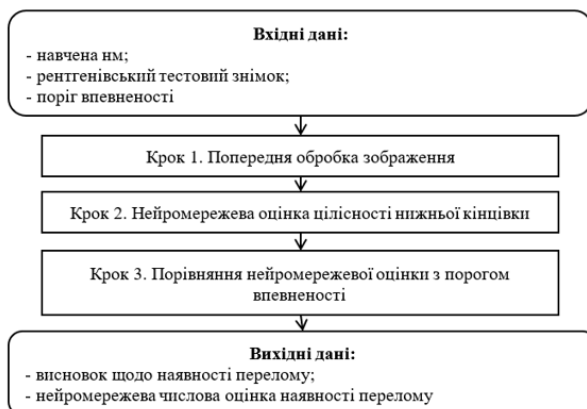 Вхідні дані:
- навчена нм;
- рентгенівський тестовий знімок;
- поріг впевненості
Крок 1. Попередня обробка зображення
Крок 2. Нейромережева оцінка цілісності нижньої кінцівки
Крок 3. Порівняння нейромережевої оцінки з порогом
впевненості
Вихідні дані:
- висновок щодо наявності перелому;
- нейромережева числова оцінка наявності перелому